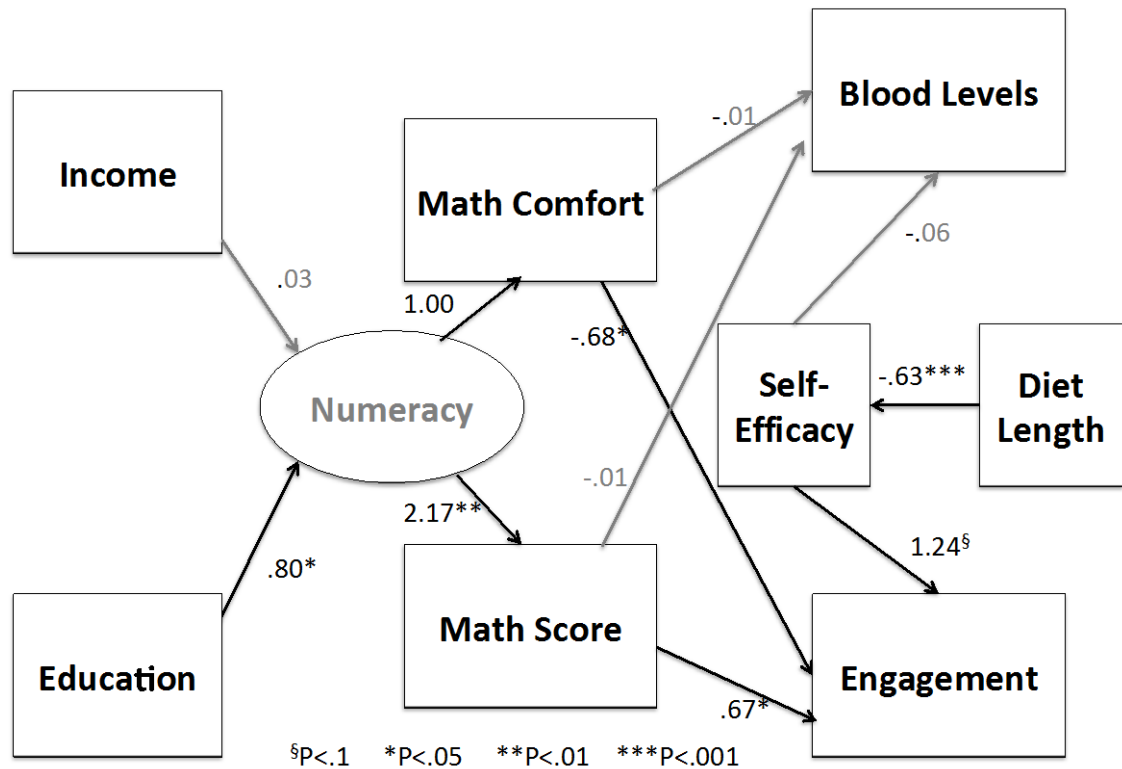 Blood Levels
Income
-.01
Math Comfort
-.06
.03
1.00
-.68*
Numeracy
Self-
Efficacy
-.63***
Diet
Length
-.01
2.17**
.80*
1.24§
Math Score
Education
Engagement
.67*
§P<.1 *P<.05 **P<.01 ***P<.001